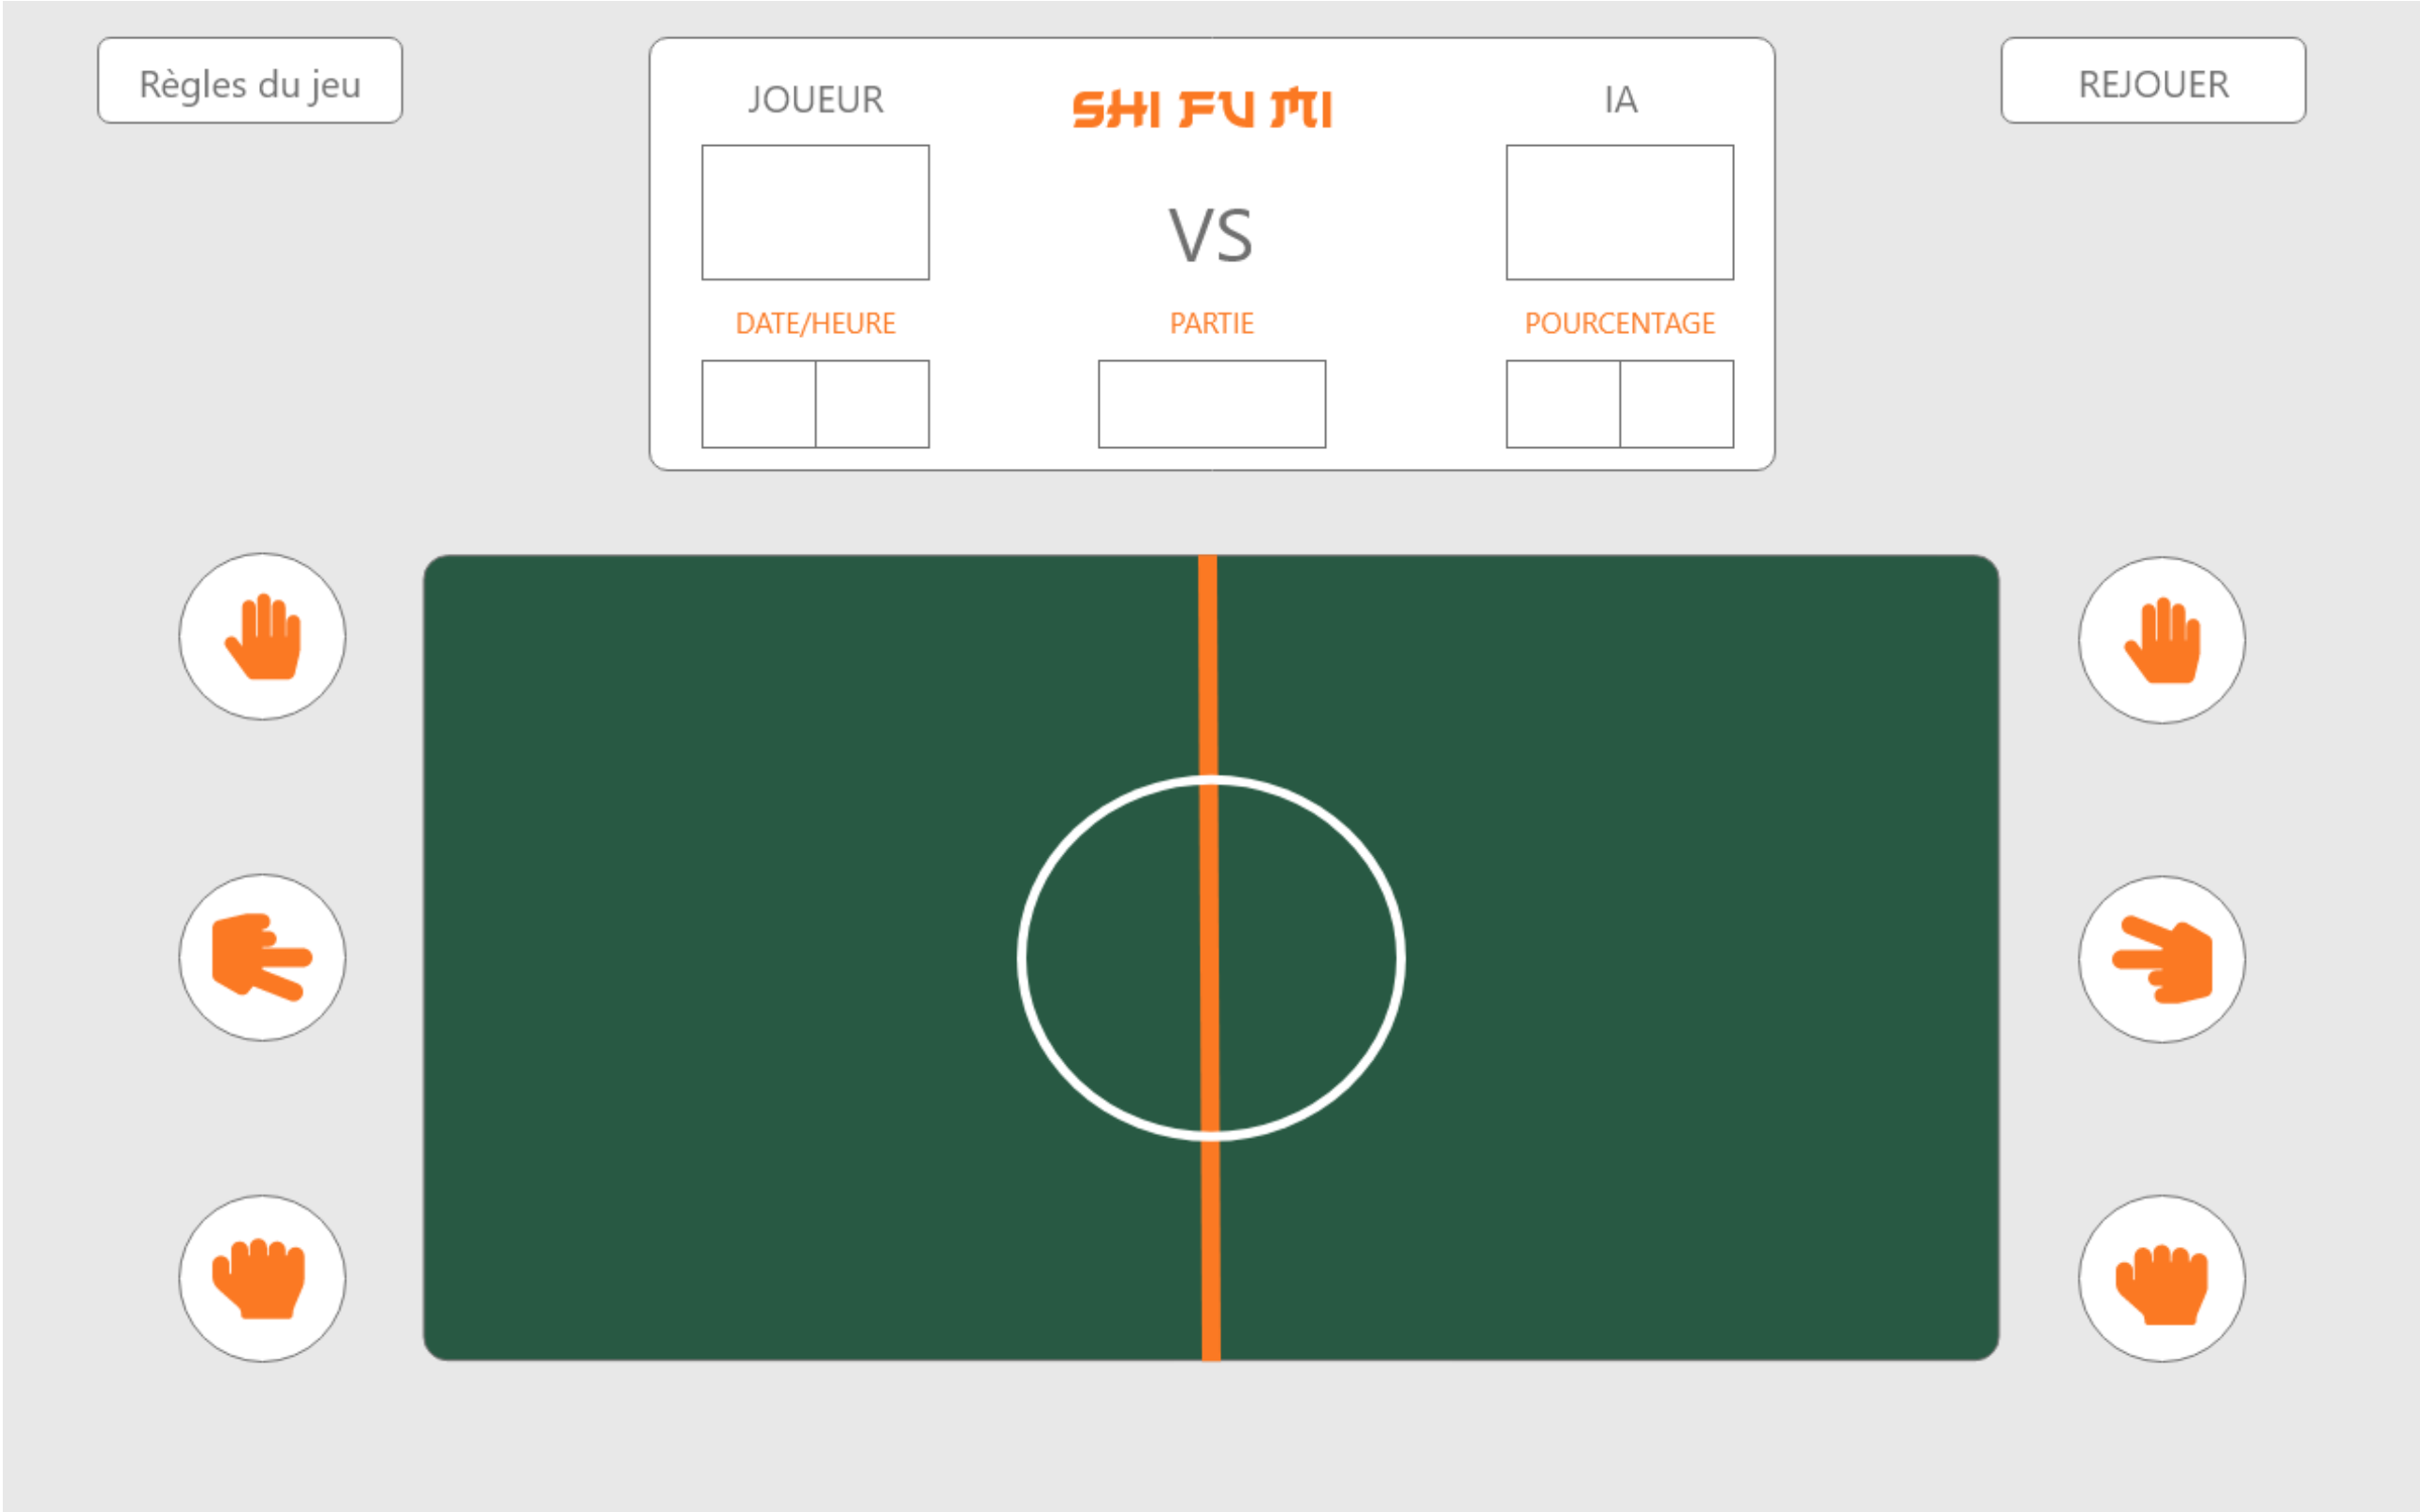 Règles du jeu
JOUEUR
SHI FU MI
IA
REJOUER
VS
DATE/HEURE
PARTIE
POURCENTAGE